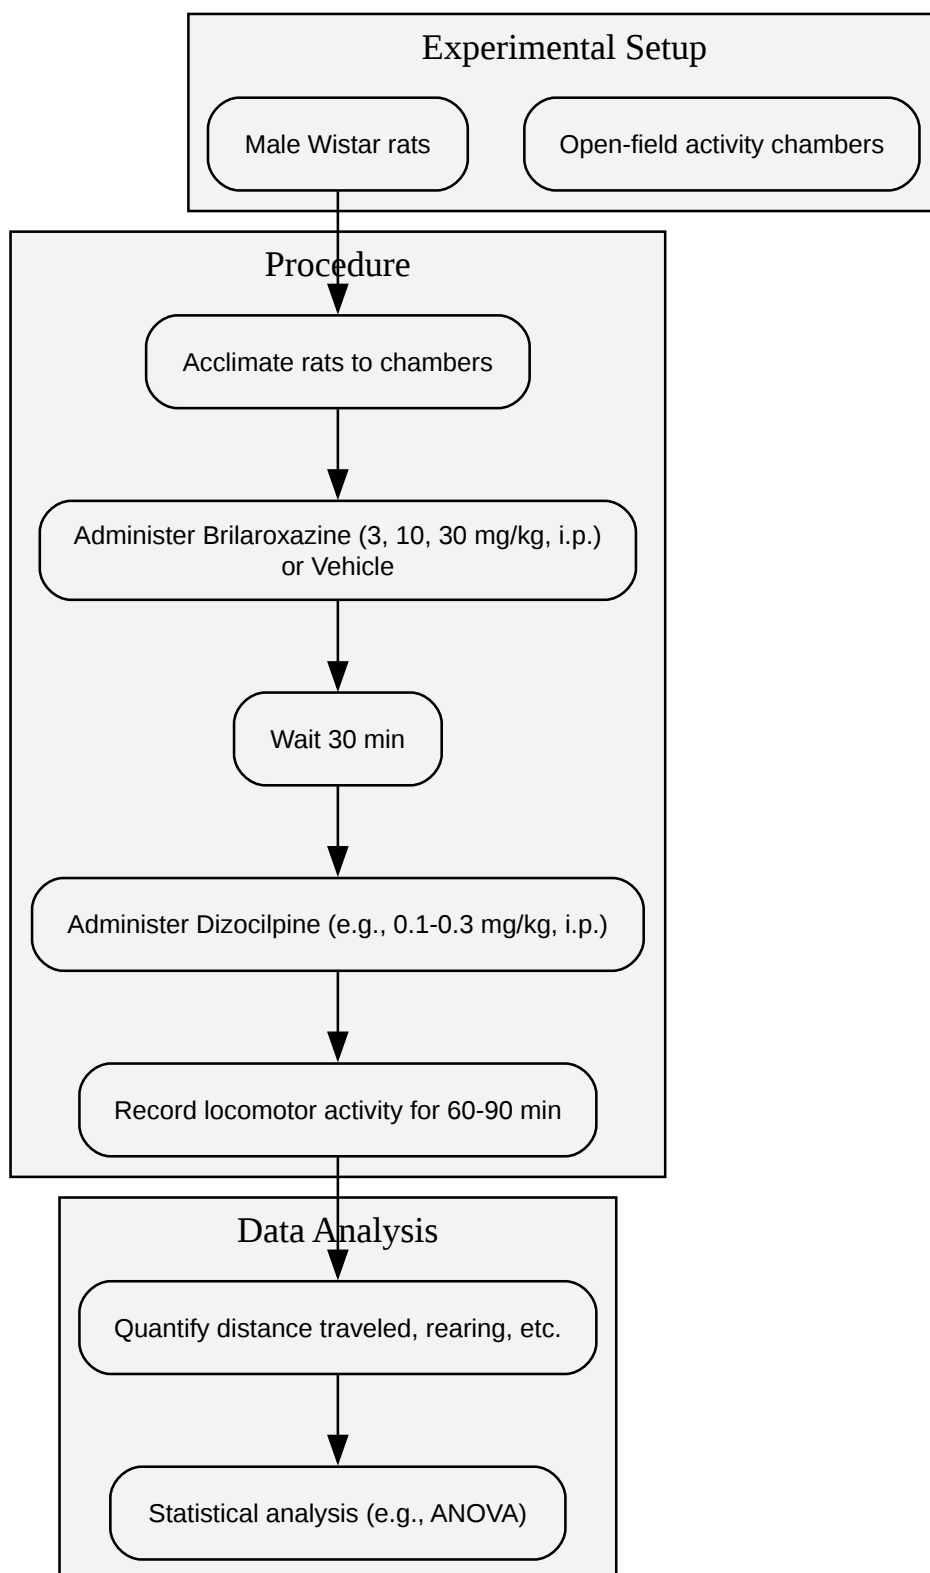 Experimental Setup
Male Wistar rats
Open-field activity chambers
Procedure
Acclimate rats to chambers
Administer Brilaroxazine (3, 10, 30 mg/kg, i.p.)
or Vehicle
Wait 30 min
Administer Dizocilpine (e.g., 0.1-0.3 mg/kg, i.p.)
Record locomotor activity for 60-90 min
Data Analysis
Quantify distance traveled, rearing, etc.
Statistical analysis (e.g., ANOVA)